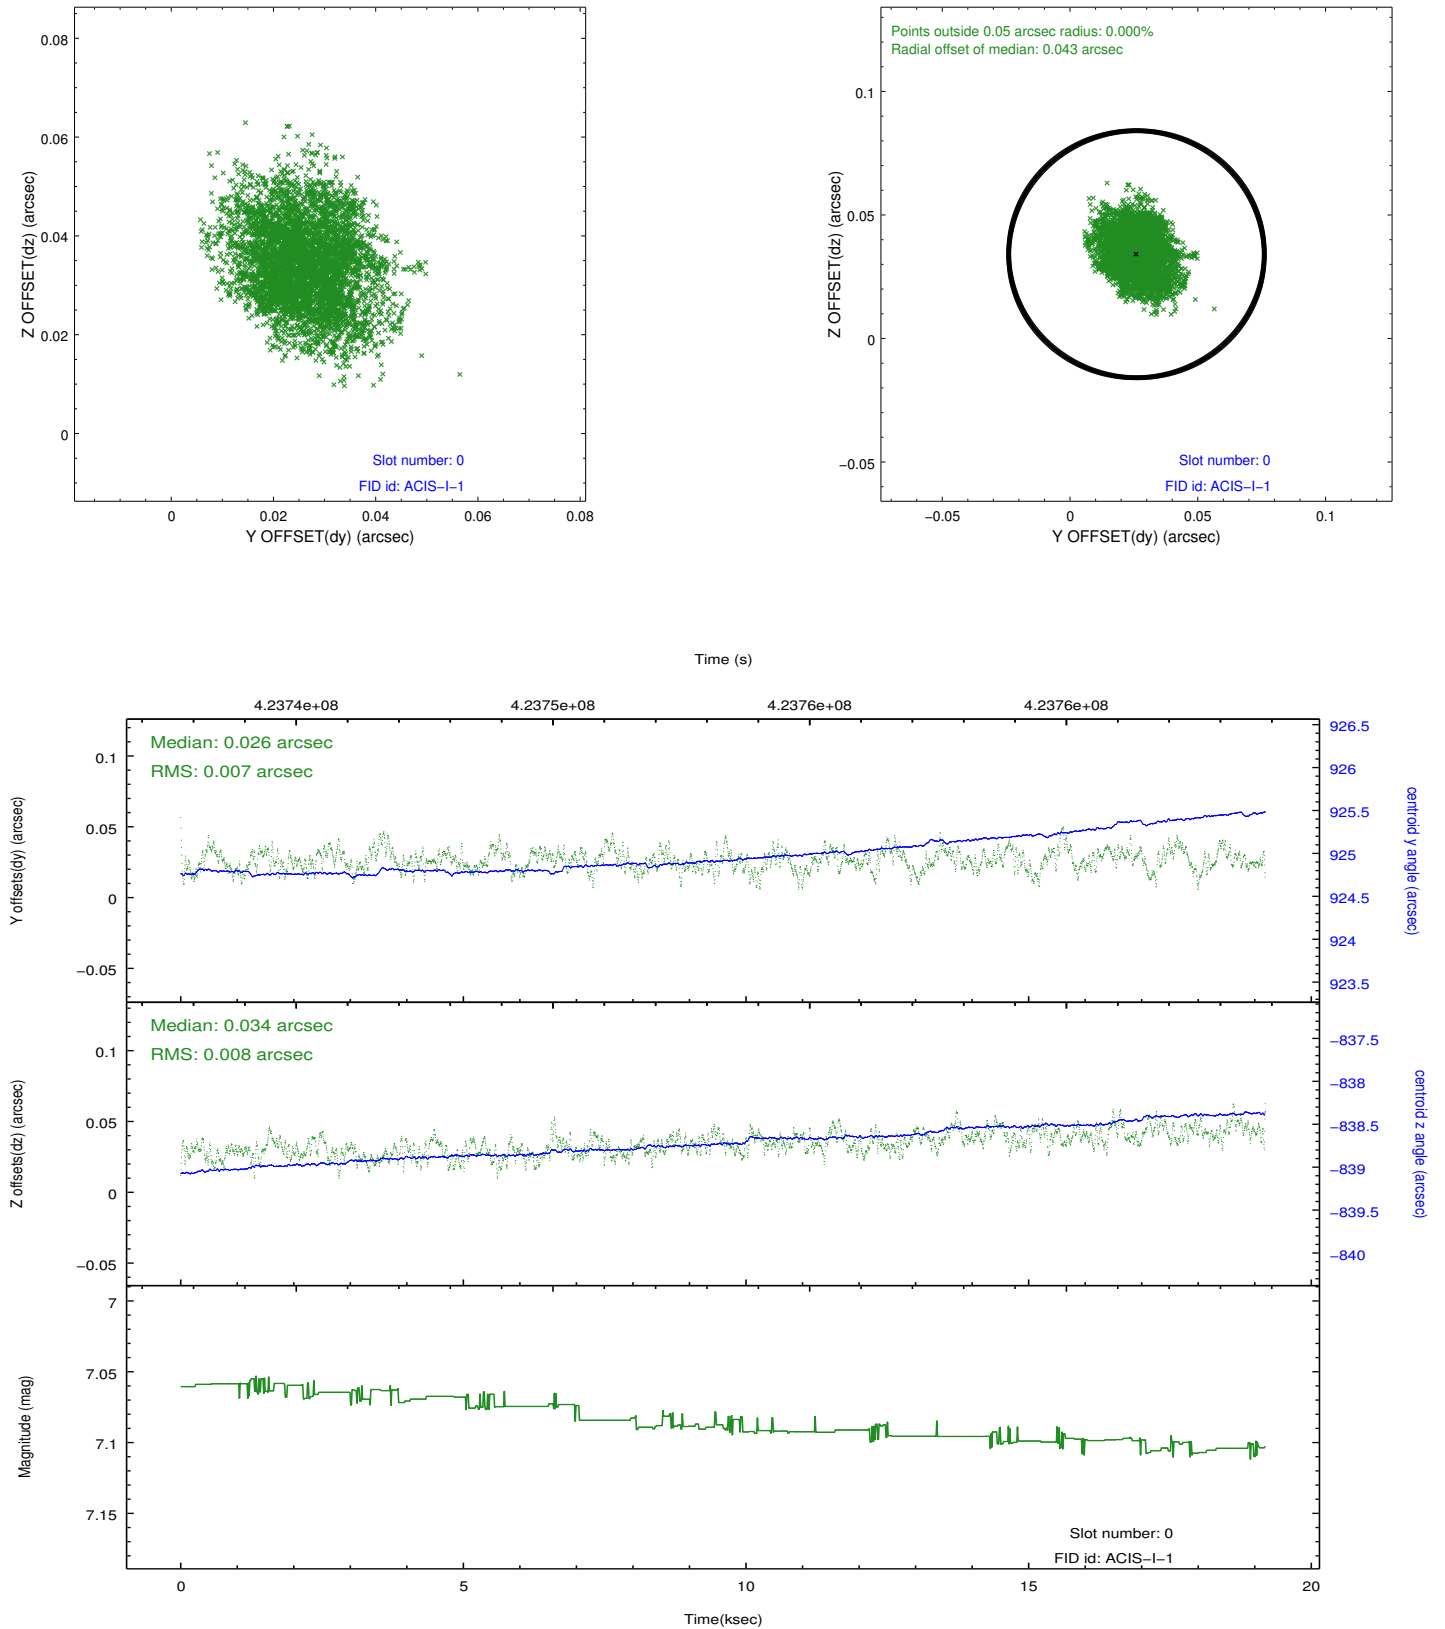 0.08
0.06
0.04
0.02
0
Z OFFSET(dz) (arcsec)
Slot number: 0
FID id: ACIS−I−1
0 0.02 0.04 0.06 0.08
Y OFFSET(dy) (arcsec)
Points outside 0.05 arcsec radius: 0.000%
Radial offset of median: 0.043 arcsec
0.1
0.05
0
−0.05
Z OFFSET(dz) (arcsec)
Slot number: 0
FID id: ACIS−I−1
−0.05 0 0.05 0.1
Y OFFSET(dy) (arcsec)
Time (s)
4.2374e+08 4.2375e+08 4.2376e+08 4.2376e+08
Median: 0.026 arcsec
RMS: 0.007 arcsec
0.1
0.05
0
−0.05
Y offsets(dy) (arcsec)
926.5
926
925.5
925
924.5
924
923.5
centroid y angle (arcsec)
Median: 0.034 arcsec
RMS: 0.008 arcsec
0.1
0.05
0
−0.05
Z offsets(dz) (arcsec)
−837.5
−838
−838.5
−839
−839.5
−840
centroid z angle (arcsec)
7
7.05
7.1
7.15
Magnitude (mag)
Slot number: 0
FID id: ACIS−I−1
0 5 10 15 20
Time(ksec)